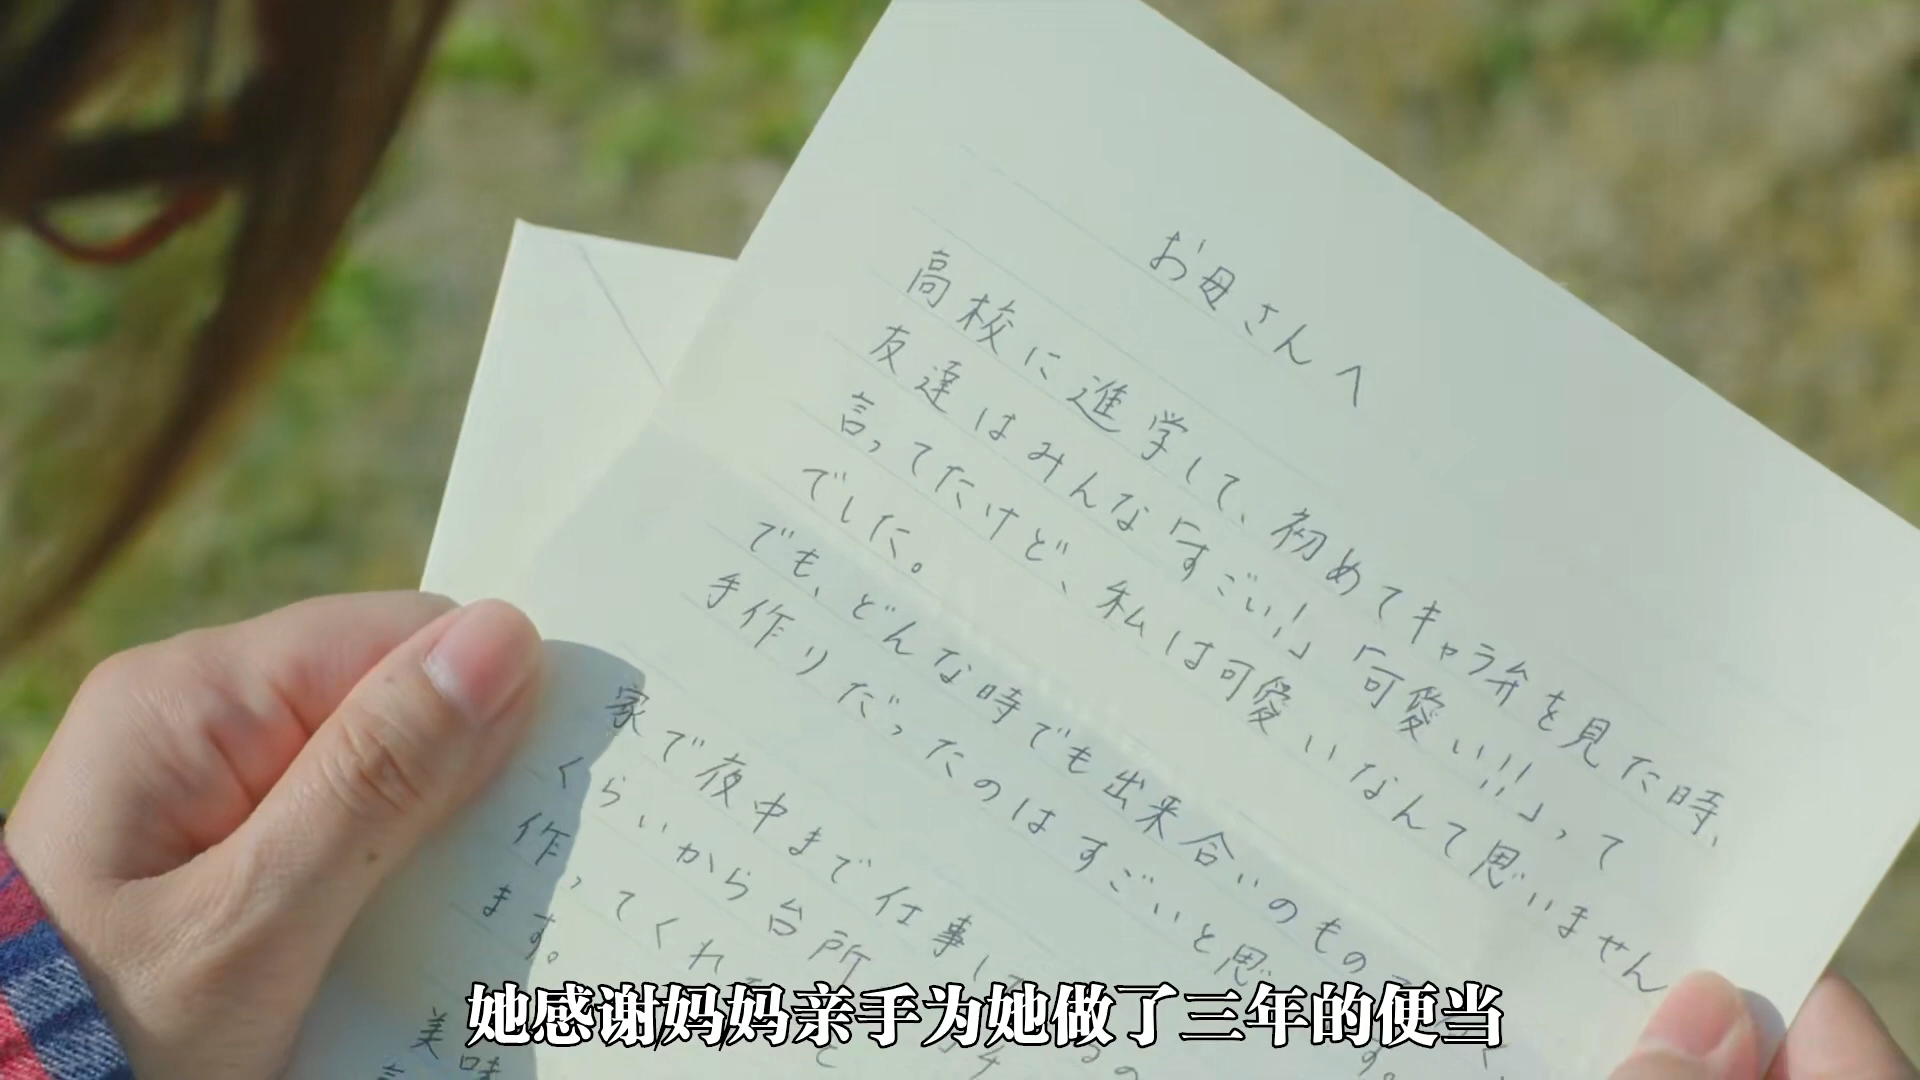 お母さんへ
高校に進学して、初めてキャラ弁を見た時、
友達はみんな「すごい!」「可愛い!!」って
言ってたけど、私は可愛いなんて思いません
でした。
でも、どんな時でも出来合いのもの
手作りだったのはすごいと思
家で夜中まで仕事して
くらいから台所
作ってくれ
ます。
美味
她感谢妈妈亲手为她做了三年的便当